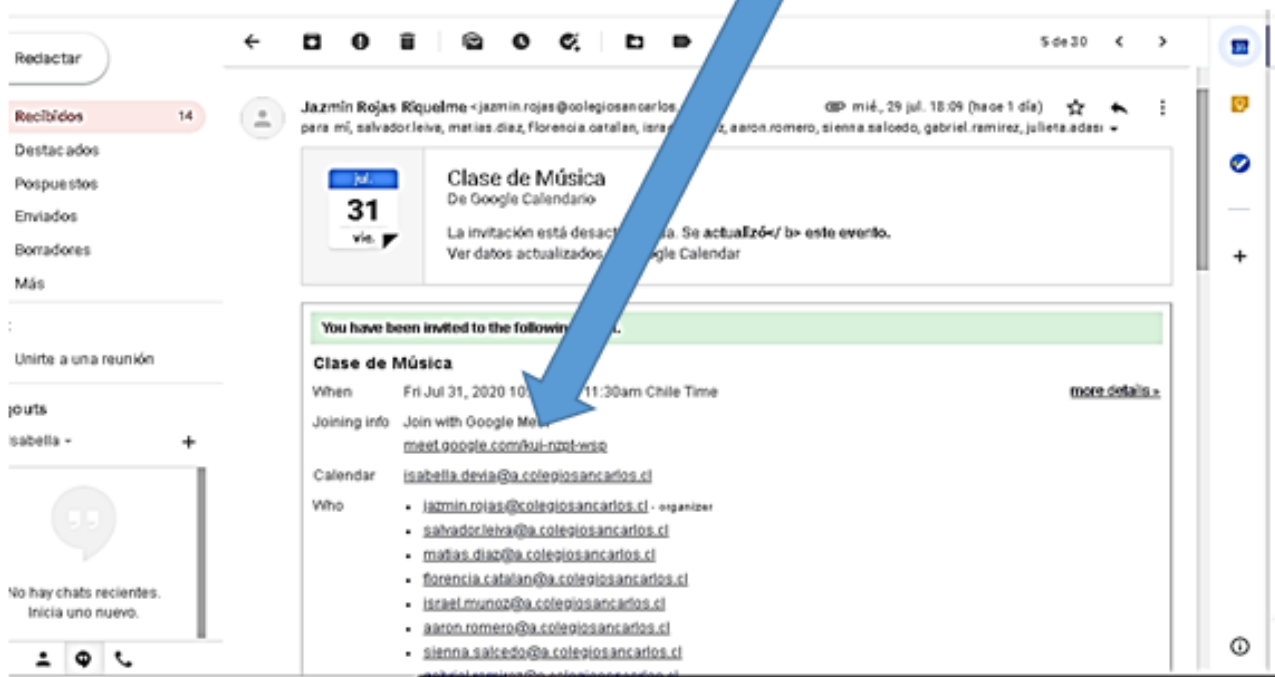 Redactar
Recibidos 14
Destacados
Pospuestos
Enviados
Borradores
Más
Unirte a una reunión
gouts
isabella
No hay chats recientes.
Inicia uno nuevo.
5 de 30
Jazmín Rojas Riquelme <jazmin.rojas@colegiosancarlos. mié., 29 jul. 18:09 (hace 1 día)
para mí, salvador.leiva, matias.diaz, florencia.catalan, aaron.romero, sienna.salcedo, gabriel.ramirez, julieta.adas
jul.
31
vie.
Clase de Música
De Google Calendario
La invitación está Se actualizó</ b> este evento.
Ver datos actualizados Calendar
You have been invited to the
Clase de Música
When Fri Jul 31, 2020 11:30am Chile Time
more details »
Joining info Join with Google
meet.google.com/kui-nzpt-wsp
Calendar isabella.devia@a.colegiosancarlos.cl
Who • jazmin.rojas@colegiosancarlos.cl - organizer
• salvador.leiva@a.colegiosancarlos.cl
• matias.diaz@a.colegiosancarlos.cl
• florencia.catalan@a.colegiosancarlos.cl
• israel.munoz@a.colegiosancarlos.cl
• aaron.romero@a.colegiosancarlos.cl
• sienna.salcedo@a.colegiosancarlos.cl